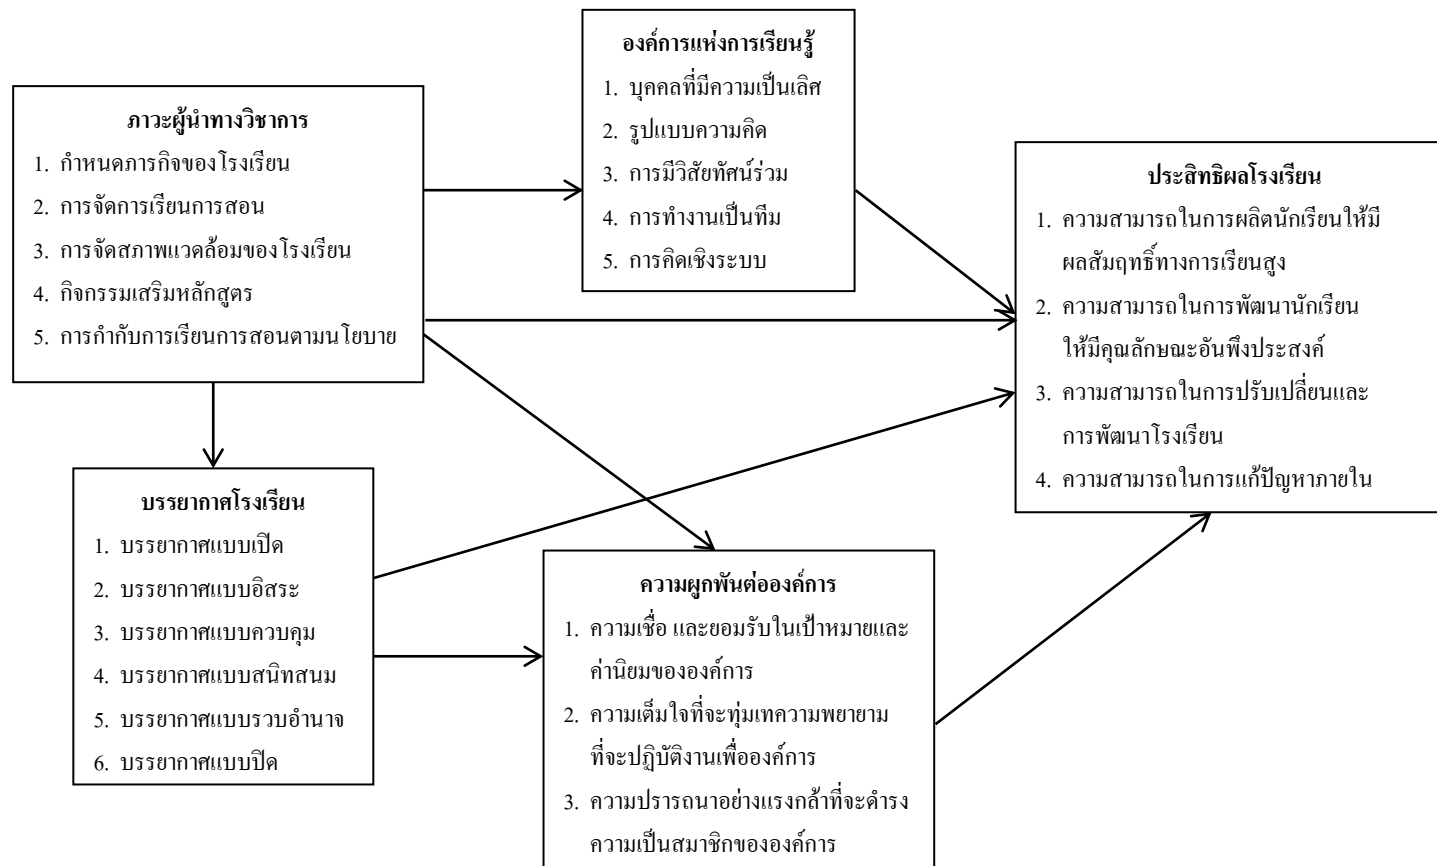 องค์การแห่งการเรียนรู้
1. บุคคลที่มีความเป็นเลิศ
2. รูปแบบความคิด
3. การมีวิสัยทัศน์ร่วม
4. การทำงานเป็นทีม
5. การคิดเชิงระบบ
ภาวะผู้นำทางวิชาการ
1. กำหนดภารกิจของโรงเรียน
2. การจัดการเรียนการสอน
3. การจัดสภาพแวดล้อมของโรงเรียน
4. กิจกรรมเสริมหลักสูตร
5. การกำกับการเรียนการสอนตามนโยบาย
ประสิทธิผลโรงเรียน
1. ความสามารถในการผลิตนักเรียนให้มี
ผลสัมฤทธิ์ทางการเรียนสูง
2. ความสามารถในการพัฒนานักเรียน
ให้มีคุณลักษณะอันพึงประสงค์
3. ความสามารถในการปรับเปลี่ยนและ
การพัฒนาโรงเรียน
4. ความสามารถในการแก้ปัญหาภายใน
บรรยากาศโรงเรียน
1. บรรยากาศแบบเปิด
2. บรรยากาศแบบอิสระ
3. บรรยากาศแบบควบคุม
4. บรรยากาศแบบสนิทสนม
5. บรรยากาศแบบรวบอำนาจ
6. บรรยากาศแบบปิด
ความผูกพันต่อองค์การ
1. ความเชื่อ และยอมรับในเป้าหมายและ
ค่านิยมขององค์การ
2. ความเต็มใจที่จะทุ่มเทความพยายาม
ที่จะปฏิบัติงานเพื่อองค์การ
3. ความปรารถนาอย่างแรงกล้าที่จะดำรง
ความเป็นสมาชิกขององค์การ